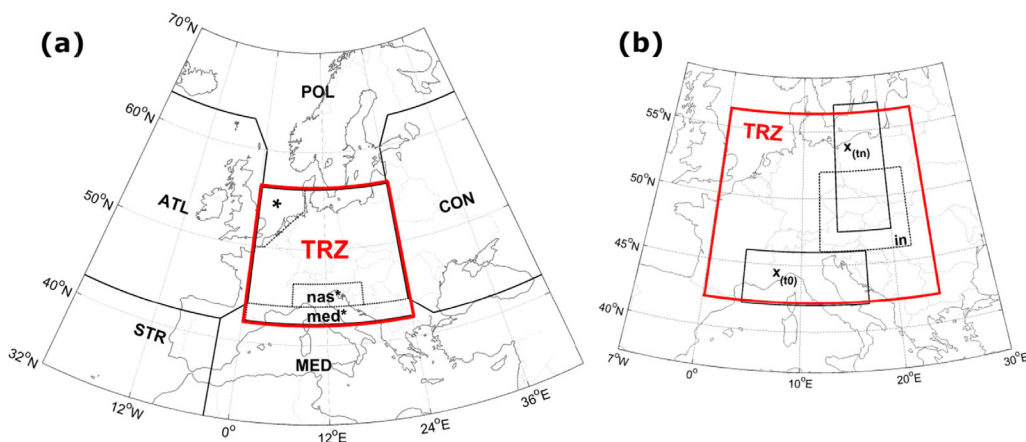 (a)
70°N
60°N
50°N
40°N
32°N
12°W
0°
12°E
24°E
36°E
POL
ATL
CON
*
TRZ
nas*
med*
STR
MED
(b)
55°N
50°N
45°N
42°N
7°W
0°
10°E
20°E
30°E
TRZ
x(tn)
in
x(t0)